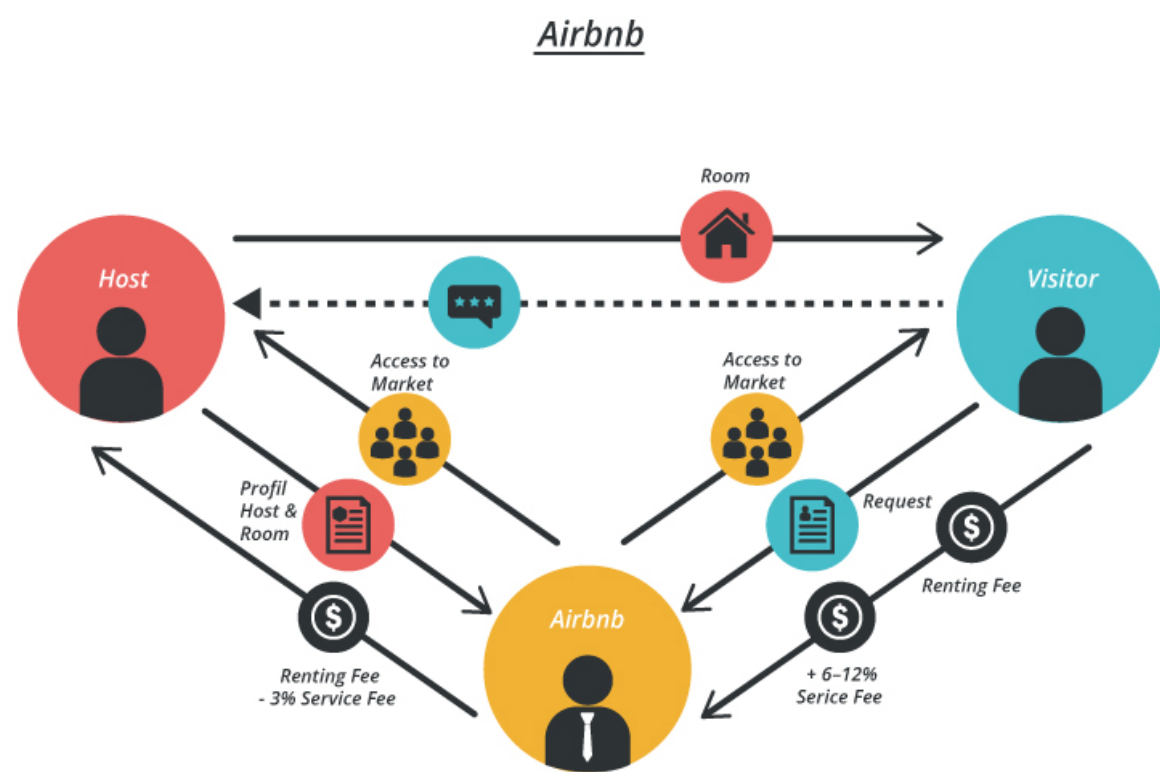 Airbnb
Room
Host
Visitor
Access to
Market
Access to
Market
Profil
Host &
Room
Request
$
Renting Fee
$
$
Airbnb
Renting Fee
- 3% Service Fee
+ 6–12%
Serice Fee